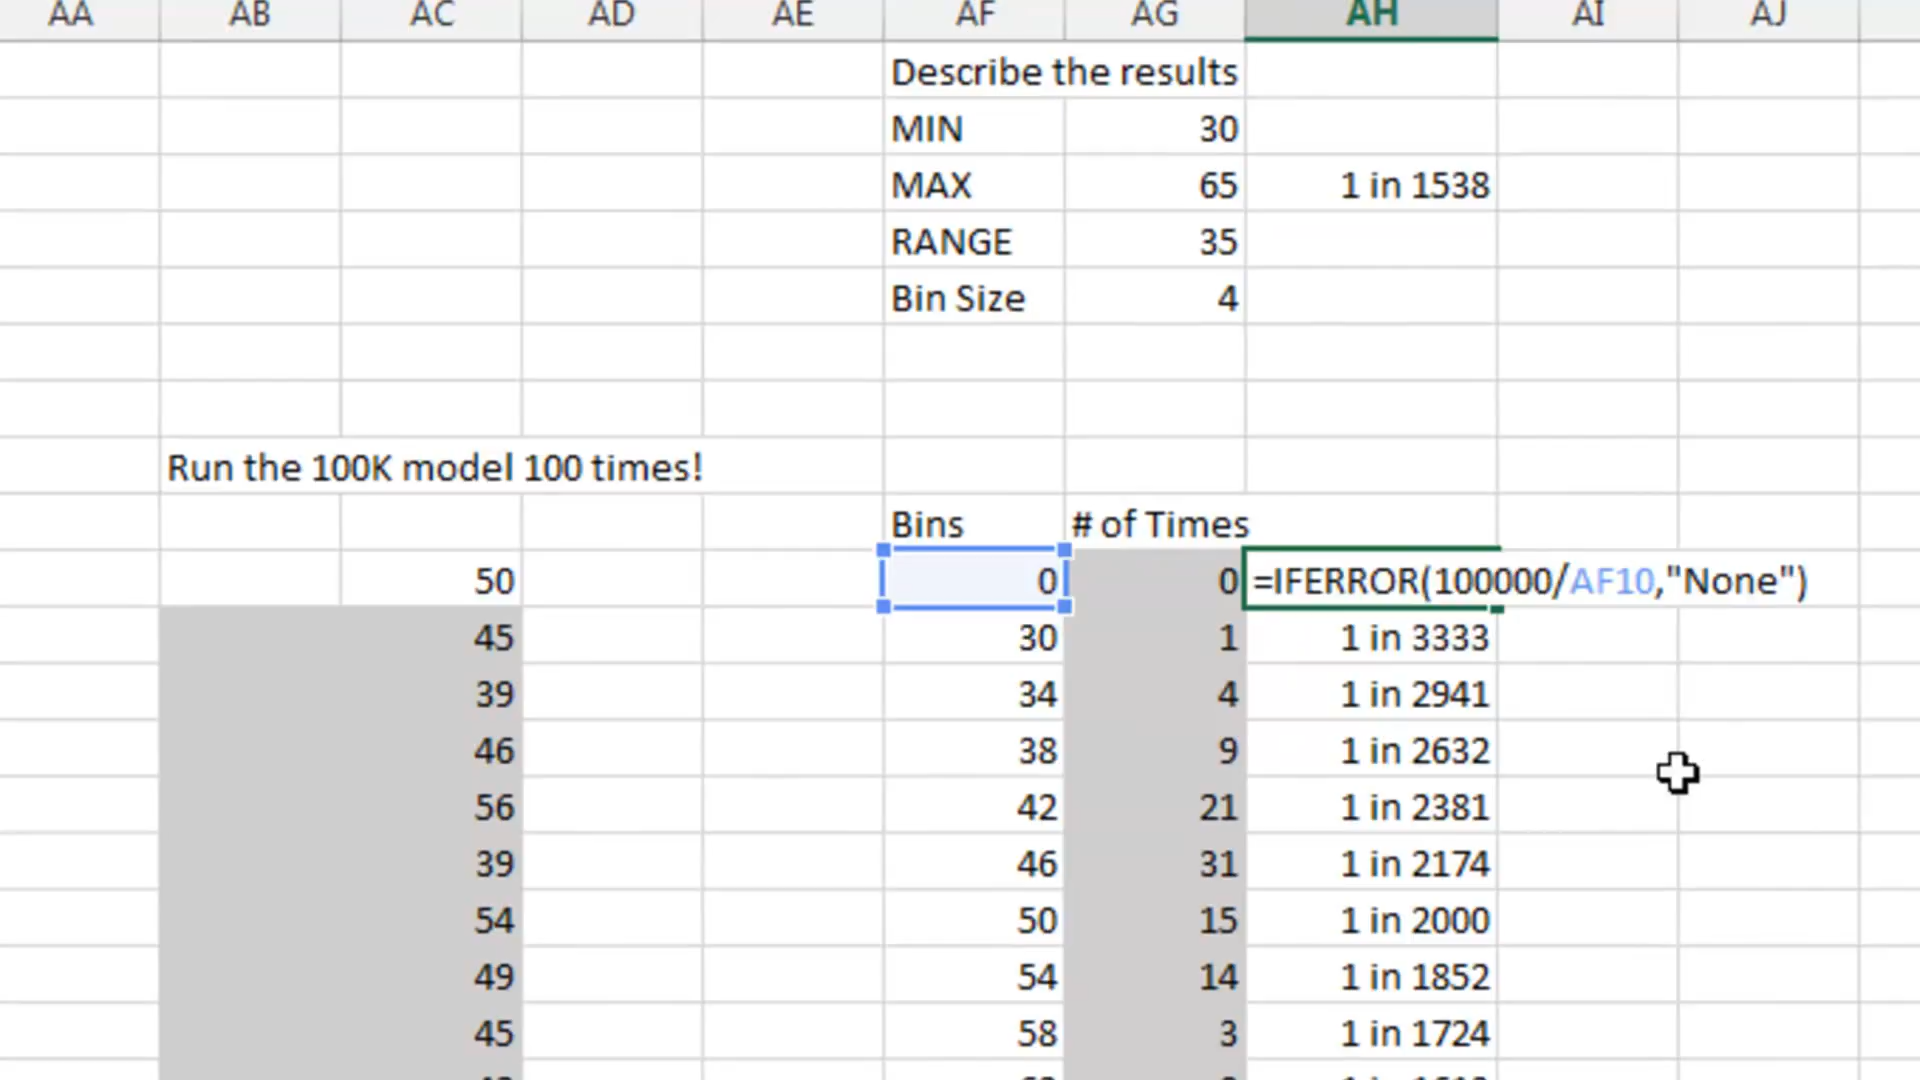 AA AB AC AD AE AF AG AH AI AJ
Describe the results
MIN 30
MAX 65 1 in 1538
RANGE 35
Bin Size 4
Run the 100K model 100 times!
Bins # of Times
50 0 0 =IFERROR(100000/AF10,"None")
45 30 1 1 in 3333
39 34 4 1 in 2941
46 38 9 1 in 2632
56 42 21 1 in 2381
39 46 31 1 in 2174
54 50 15 1 in 2000
49 54 14 1 in 1852
45 58 3 1 in 1724